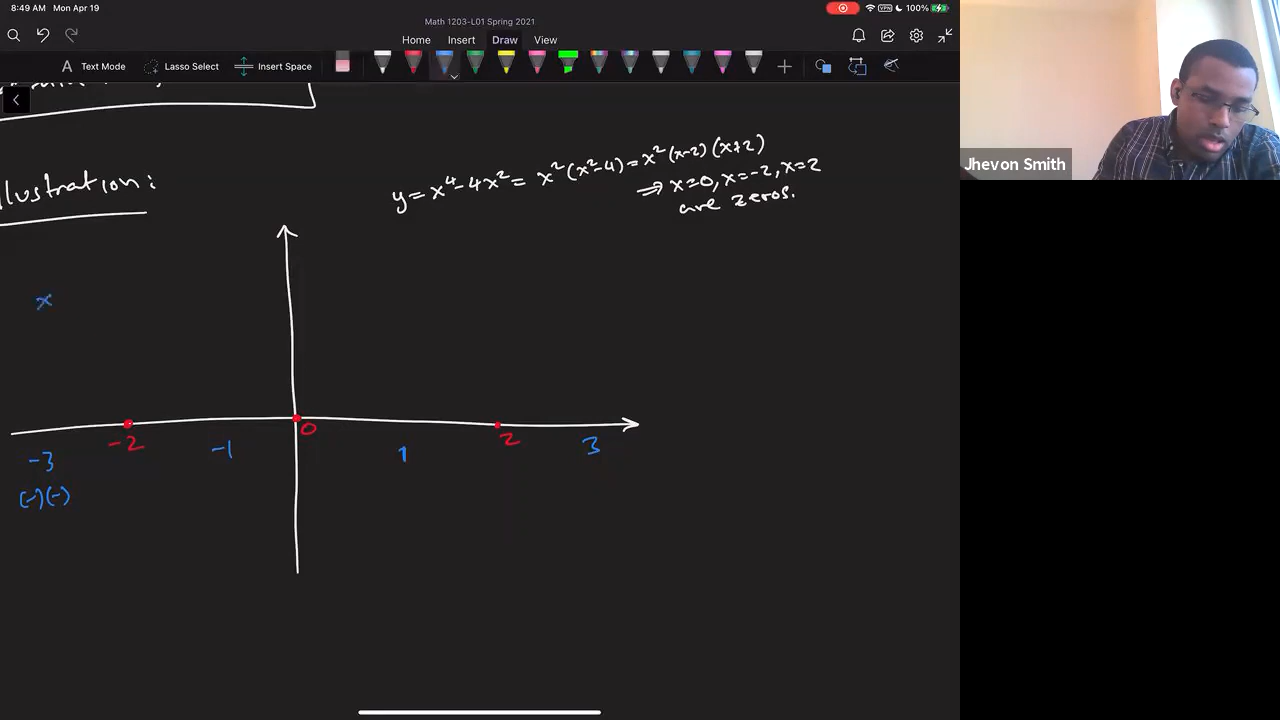 8:49 AM Mon Apr 19
VPN
100%
Math 1203-L01 Spring 2021
Home Insert Draw View
Text Mode Lasso Select Insert Space
llustration:
y = x⁴ - 4x² = x²(x² - 4) = x²(x-2)(x+2)
⇒ x=0, x=-2, x=2
are zeros.
Jhevon Smith
x
-2 0 2
-3 -1 1 3
(-)(-)